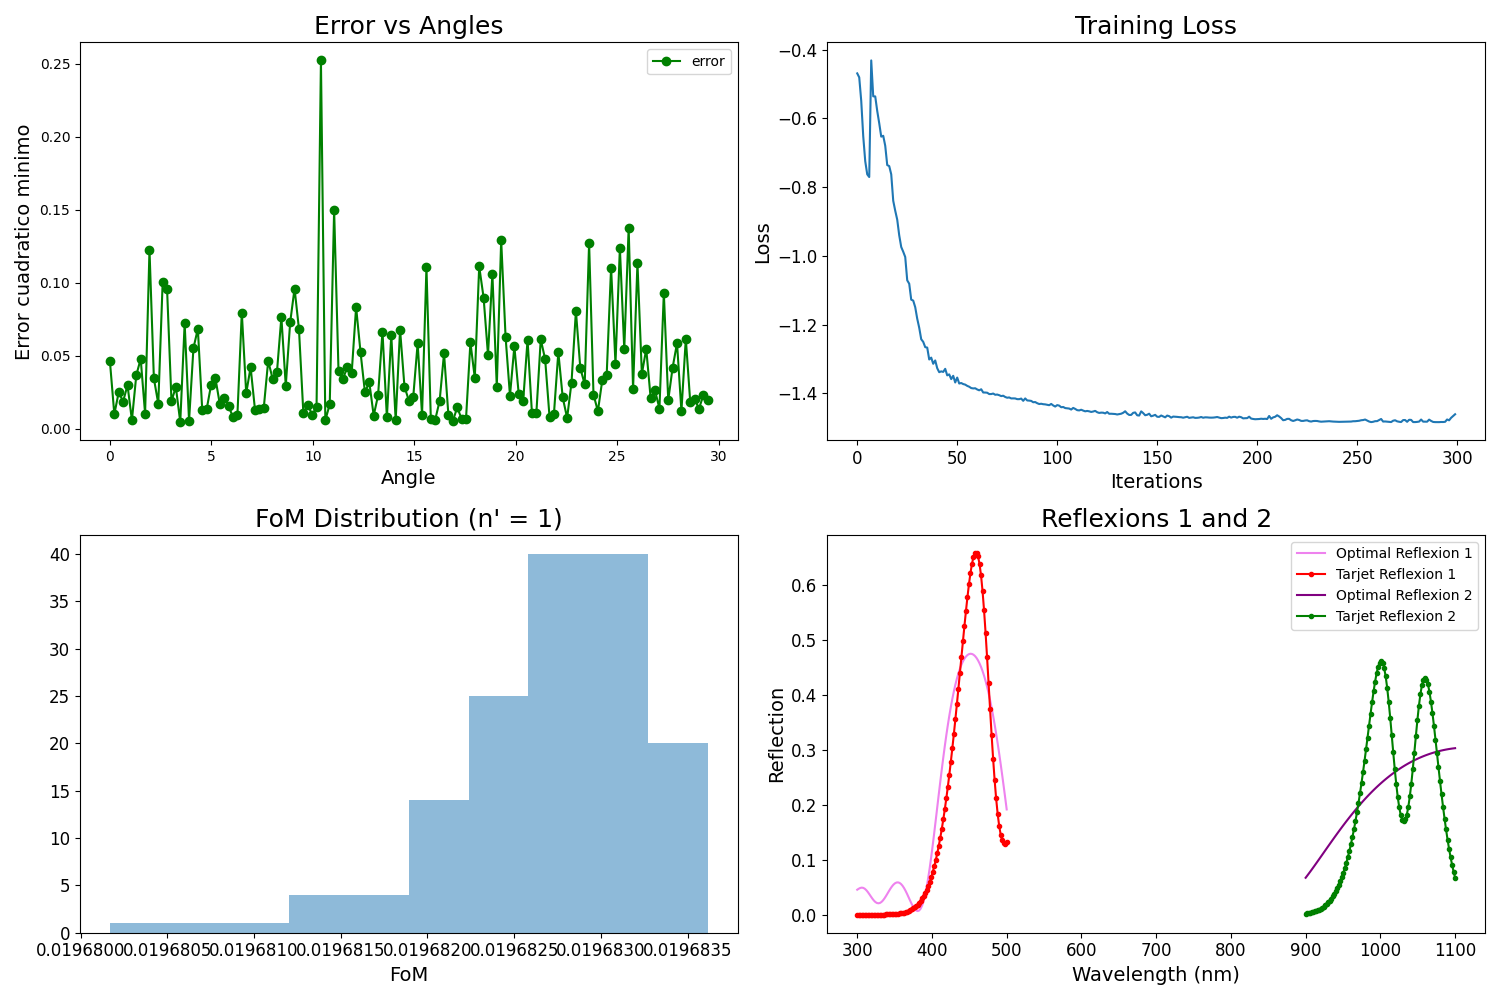 Error vs Angles
Error cuadratico minimo
0.25
0.20
0.15
0.10
0.05
0.00
error
0 5 10 15 20 25 30
Angle
Training Loss
Loss
−0.4
−0.6
−0.8
−1.0
−1.2
−1.4
0 50 100 150 200 250 300
Iterations
FoM Distribution (n' = 1)
40
35
30
25
20
15
10
5
0
0.0196800 0.0196805 0.0196810 0.0196815 0.0196820 0.0196825 0.0196830 0.0196835
FoM
Reflexions 1 and 2
Reflection
0.6
0.5
0.4
0.3
0.2
0.1
0.0
Optimal Reflexion 1
Tarjet Reflexion 1
Optimal Reflexion 2
Tarjet Reflexion 2
300 400 500 600 700 800 900 1000 1100
Wavelength (nm)